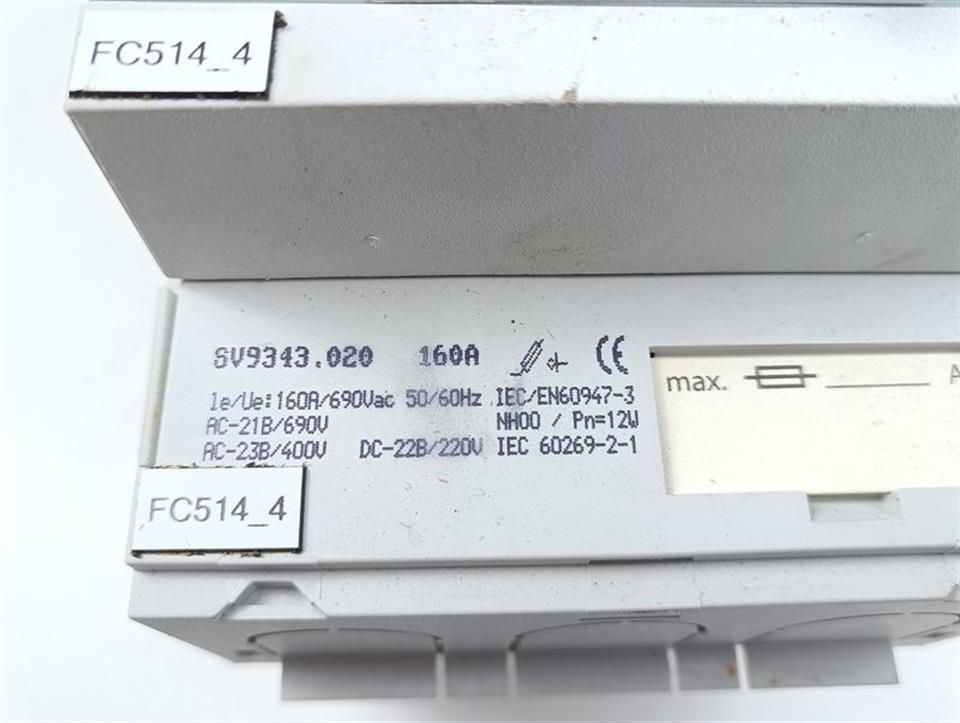 FC514_4
SV9343.020 160A CE
Ie/Ue:160A/690Vac 50/60Hz IEC/EN60947-3
AC-21B/690V NH00 / Pn=12W
AC-23B/400V DC-22B/220V IEC 60269-2-1
max. ______ A
FC514_4